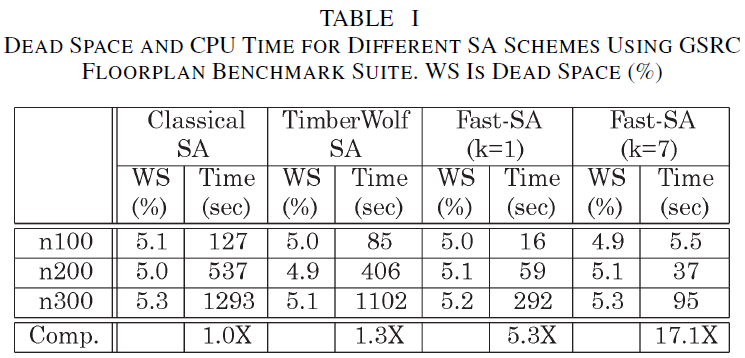 TABLE I
DEAD SPACE AND CPU TIME FOR DIFFERENT SA SCHEMES USING GSRC
FLOORPLAN BENCHMARK SUITE. WS IS DEAD SPACE (%)
Classical TimberWolf Fast-SA Fast-SA
SA SA (k=1) (k=7)
WS Time WS Time WS Time WS Time
(%) (sec) (%) (sec) (%) (sec) (%) (sec)
n100 5.1 127 5.0 85 5.0 16 4.9 5.5
n200 5.0 537 4.9 406 5.1 59 5.1 37
n300 5.3 1293 5.1 1102 5.2 292 5.3 95
Comp. 1.0X 1.3X 5.3X 17.1X